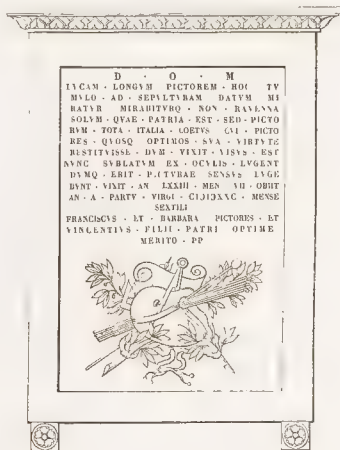 D · O · M
LVCAM · LONGVM PICTOREM · HOC TV
MVLO · AD · SEPVLTVRAM DATVM MI
RATVR MIRABITVRQ · NON · RAVENNA
SOLVM · QVAE · PATRIA · EST · SED · PICTO
RVM · TOTA · ITALIA · COETVS CVI · PICTO
RES · QVOSQ OPTIMOS · SVA · VIRTVTE
RESTITVISSE · DVM · VIXIT · VISVS · EST
NVNC SVBLATVM EX · OCVLIS · LVGENT
DVMQ · ERIT · PICTVRAE SENSVS LVGE
BVNT · VIXIT · AN LXXIII · MEN VII · OBIIT
AN · A · PARTV · VIRGI · CIƆIƆXXC · MENSE
SEXTILI
FRANCISCVS · ET · BARBARA PICTORES · ET
VINCENTIVS · FILII · PATRI OPTIME
MERITO · PP